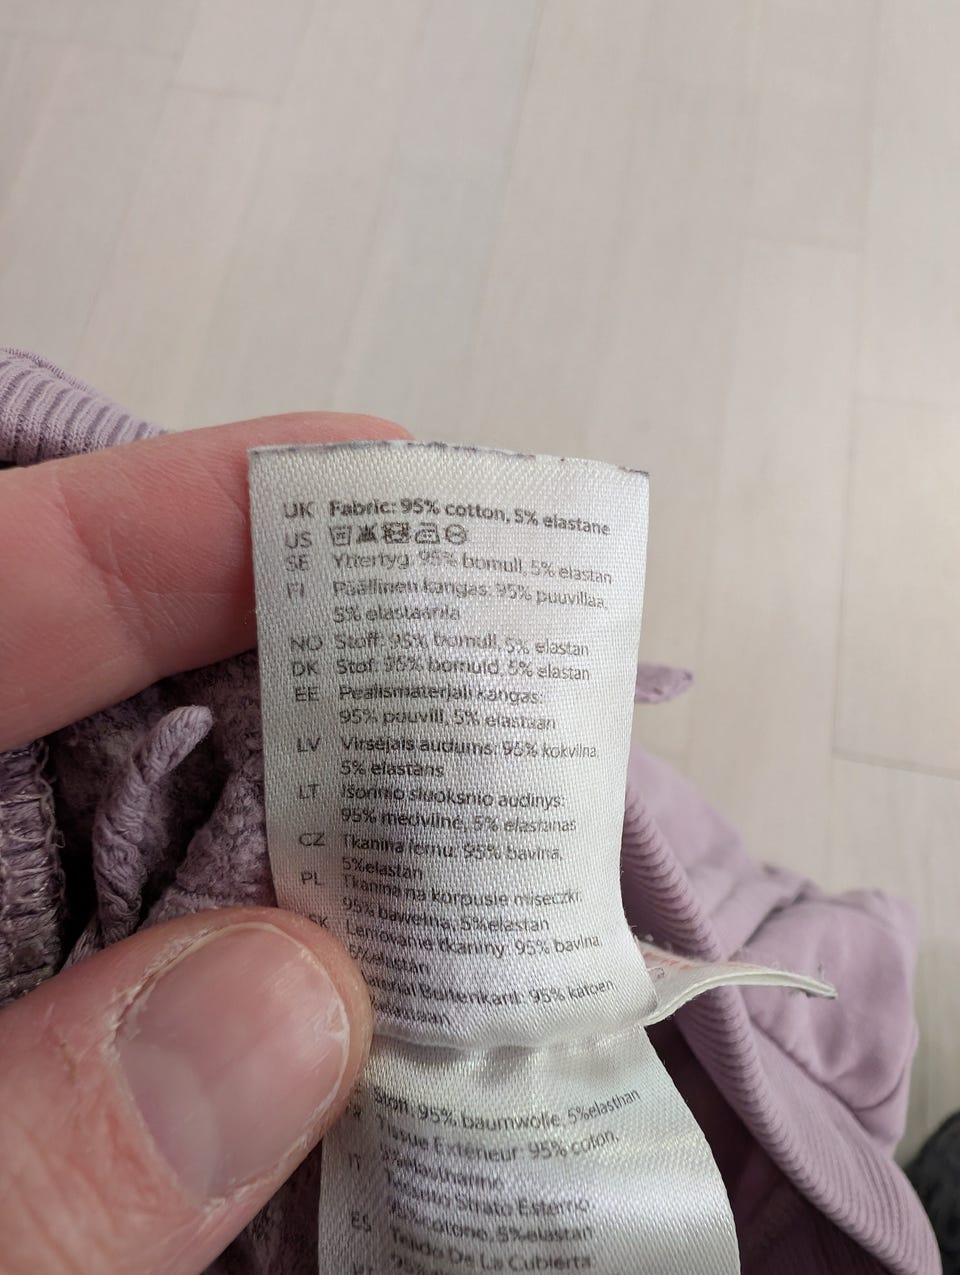 UK Fabric: 95% cotton, 5% elastane
US
SE Yttertyg: 95% bomull, 5% elastan
FI Päällinen kangas: 95% puuvillaa,
5% elastaania
NO Stoff: 95% bomull, 5% elastan
DK Stof: 95% bomuld, 5% elastan
EE Pealismaterjali kangas:
95% puuvill, 5% elastaan
LV Virsējais audums: 95% kokvilna,
5% elastāns
LT Išorinio sluoksnio audinys:
95% medvilnė, 5% elastanas
CZ Tkanina lemu: 95% bavlna,
5%elastan
PL Tkanina na korpusie miseczki:
95% bawełna, 5%elastan
SK Lemovanie tkaniny: 95% bavlna,
5%elastan
Buitenkant: 95% katoen
Stoff: 95% baumwolle, 5%elasthan
Tissue Exterieur: 95% coton,
IT
Strato Esterno:
cotone, 5%elastan
ES Tejido De La Cubierta: